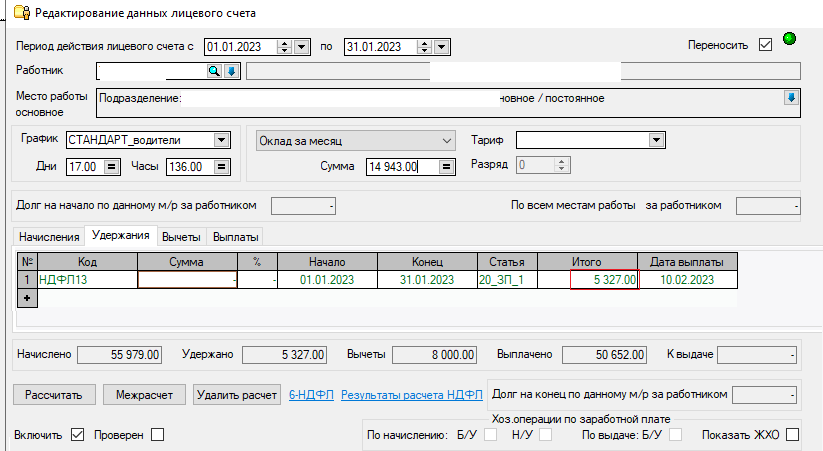 Редактирование данных лицевого счета
Период действия лицевого счета с 01.01.2023 по 31.01.2023 Переносить
Работник
Место работы Подразделение: новное / постоянное
основное
График СТАНДАРТ_водители Оклад за месяц Тариф
Дни 17.00 Часы 136.00 Сумма 14 943.00 Разряд 0
Долг на начало по данному м/р за работником - По всем местам работы за работником -
Начисления Удержания Вычеты Выплаты
№ Код Сумма % Начало Конец Статья Итого Дата выплаты
1 НДФЛ13 - - 01.01.2023 31.01.2023 20_ЗП_1 5 327.00 10.02.2023
+
Начислено 55 979.00 Удержано 5 327.00 Вычеты 8 000.00 Выплачено 50 652.00 К выдаче -
Рассчитать Межрасчет Удалить расчет 6-НДФЛ Результаты расчета НДФЛ Долг на конец по данному м/р за работником -
Хоз.операции по заработной плате
Включить Проверен По начислению: Б/У Н/У По выдаче: Б/У Показать ЖХО